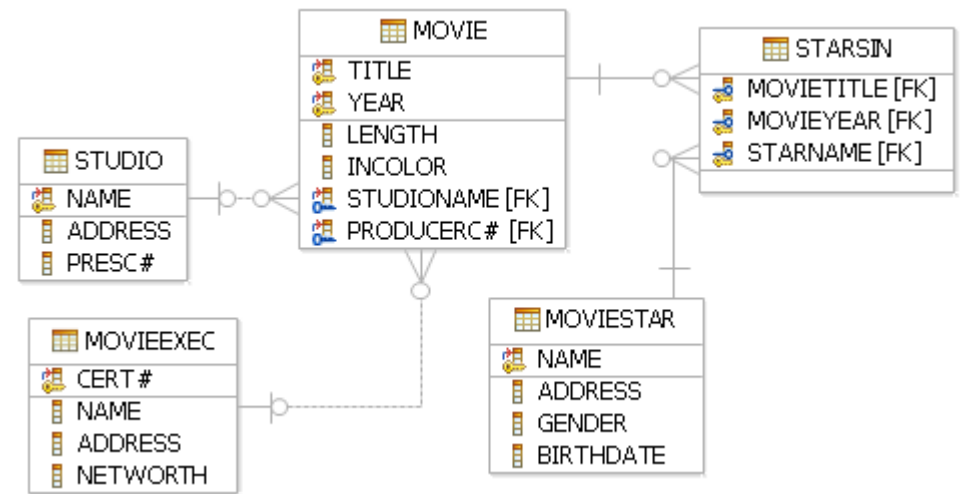 MOVIE
TITLE
YEAR
LENGTH
INCOLOR
STUDIONAME [FK]
PRODUCERC# [FK]
STARSIN
MOVIETITLE [FK]
MOVIEYEAR [FK]
STARNAME [FK]
STUDIO
NAME
ADDRESS
PRESC#
MOVIEEXEC
CERT#
NAME
ADDRESS
NETWORTH
MOVIESTAR
NAME
ADDRESS
GENDER
BIRTHDATE